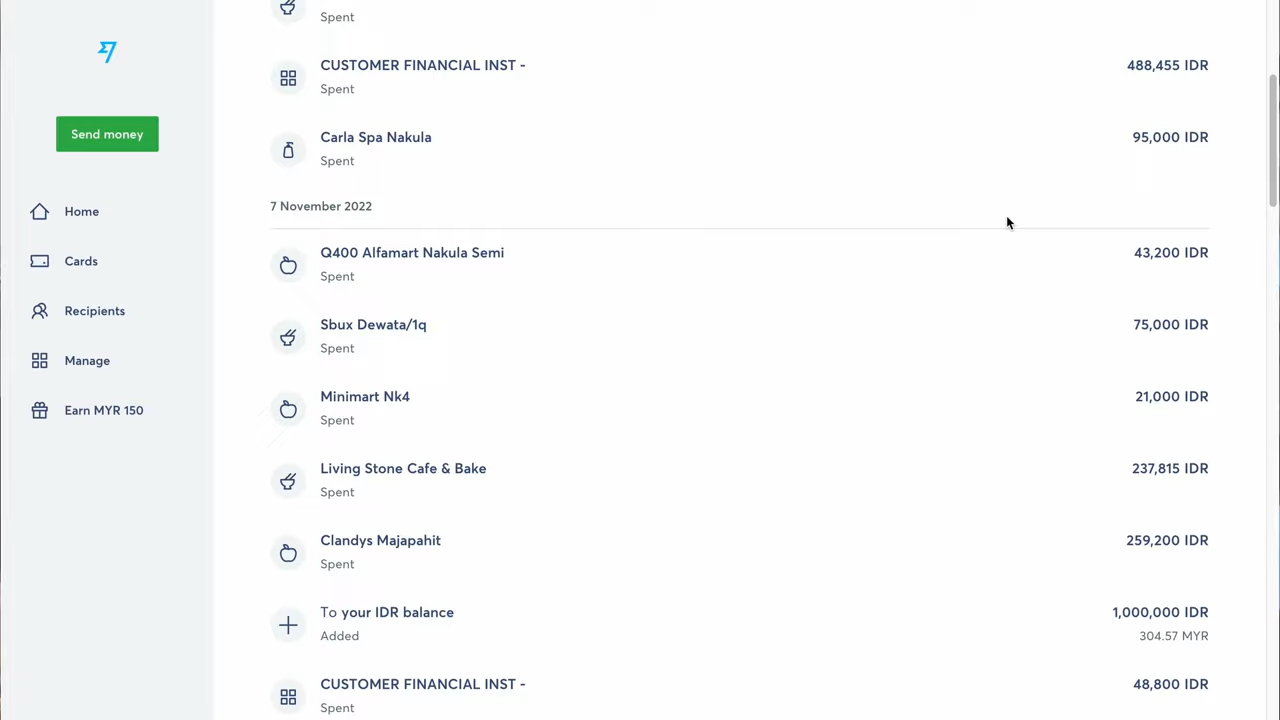 Spent
CUSTOMER FINANCIAL INST -
488,455 IDR
Spent
Carla Spa Nakula
95,000 IDR
Spent
Send money
Home
Cards
Recipients
Manage
Earn MYR 150
7 November 2022
Q400 Alfamart Nakula Semi
43,200 IDR
Spent
Sbux Dewata/1q
75,000 IDR
Spent
Minimart Nk4
21,000 IDR
Spent
Living Stone Cafe & Bake
237,815 IDR
Spent
Clandys Majapahit
259,200 IDR
Spent
To your IDR balance
1,000,000 IDR
Added
304.57 MYR
CUSTOMER FINANCIAL INST -
48,800 IDR
Spent